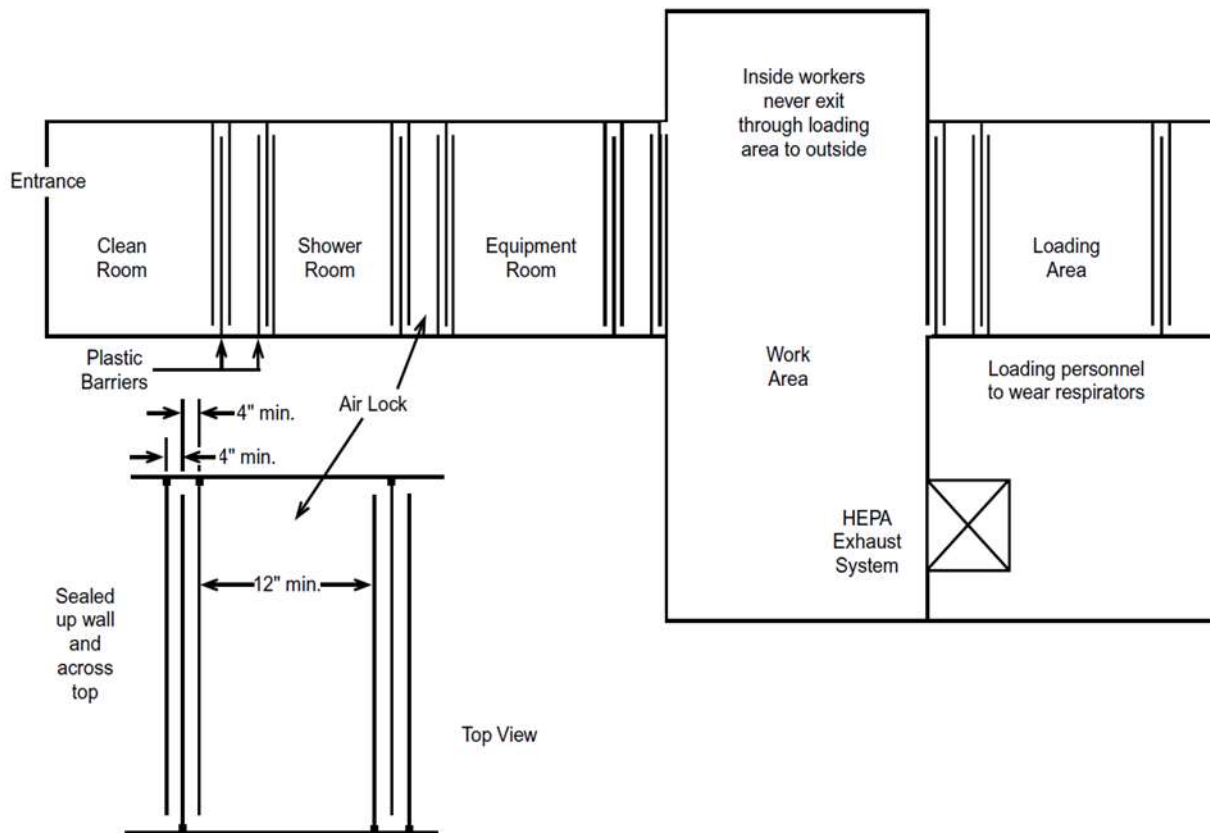 Inside workers
never exit
through loading
area to outside
Entrance
Clean
Room
Shower
Room
Equipment
Room
Loading
Area
Plastic
Barriers
Air Lock
Work
Area
Loading personnel
to wear respirators
4" min.
4" min.
HEPA
Exhaust
System
12" min.
Sealed
up wall
and
across
top
Top View